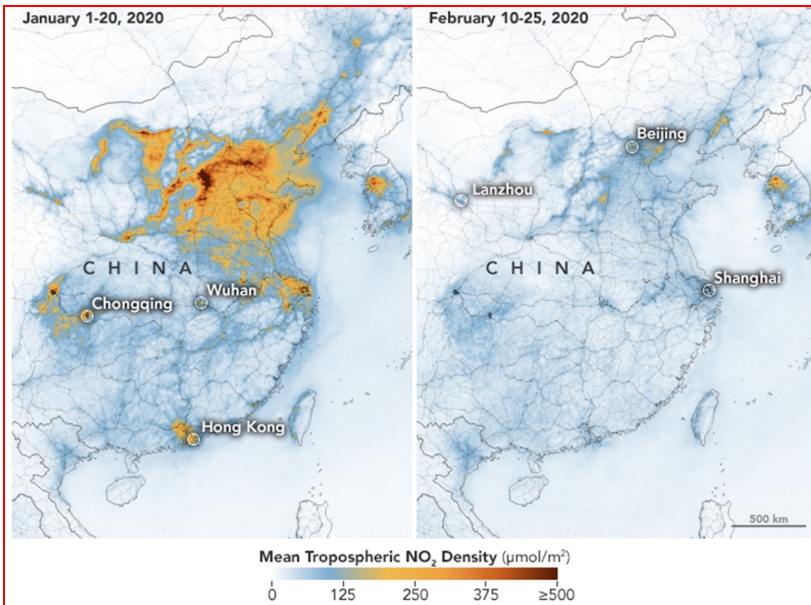 January 1-20, 2020
February 10-25, 2020
Beijing
Lanzhou
CHINA
CHINA
Wuhan
Shanghai
Chongqing
Hong Kong
500 km
Mean Tropospheric NO₂ Density (μmol/m²)
0 125 250 375 ≥500